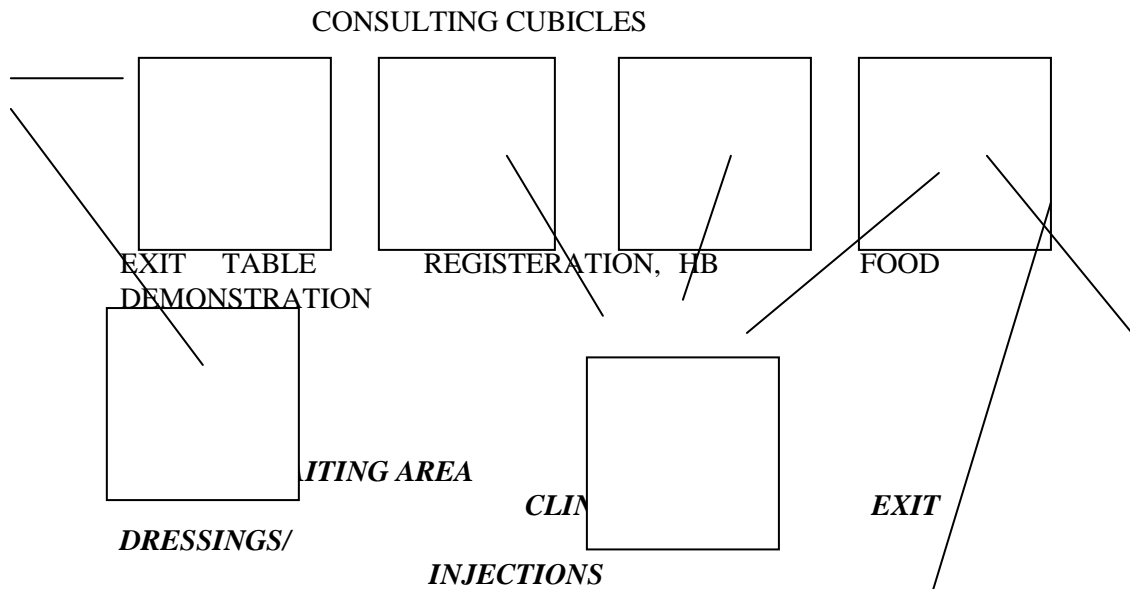 CONSULTING CUBICLES
EXIT TABLE REGISTERATION, HB FOOD
DEMONSTRATION
AITING AREA
CLIN EXIT
DRESSINGS/
INJECTIONS